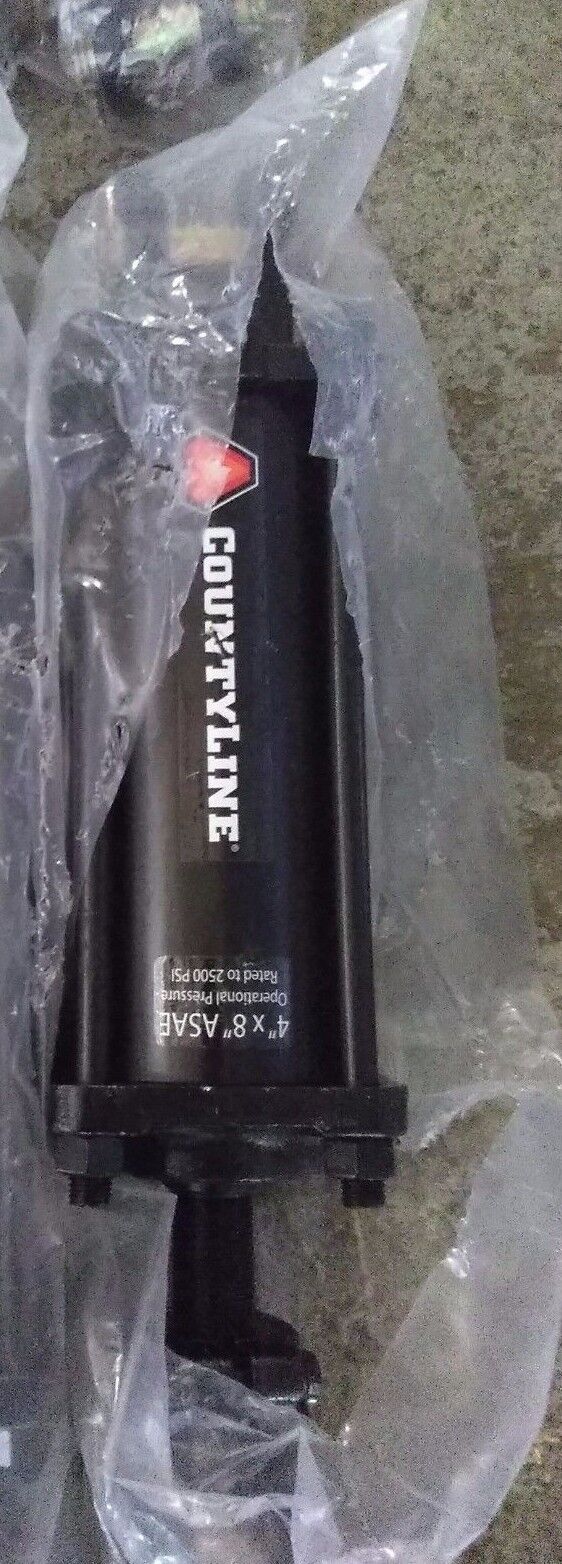 COUNTYLINE®
4" x 8" ASAE
Operational Pressure-
Rated to 2500 PSI